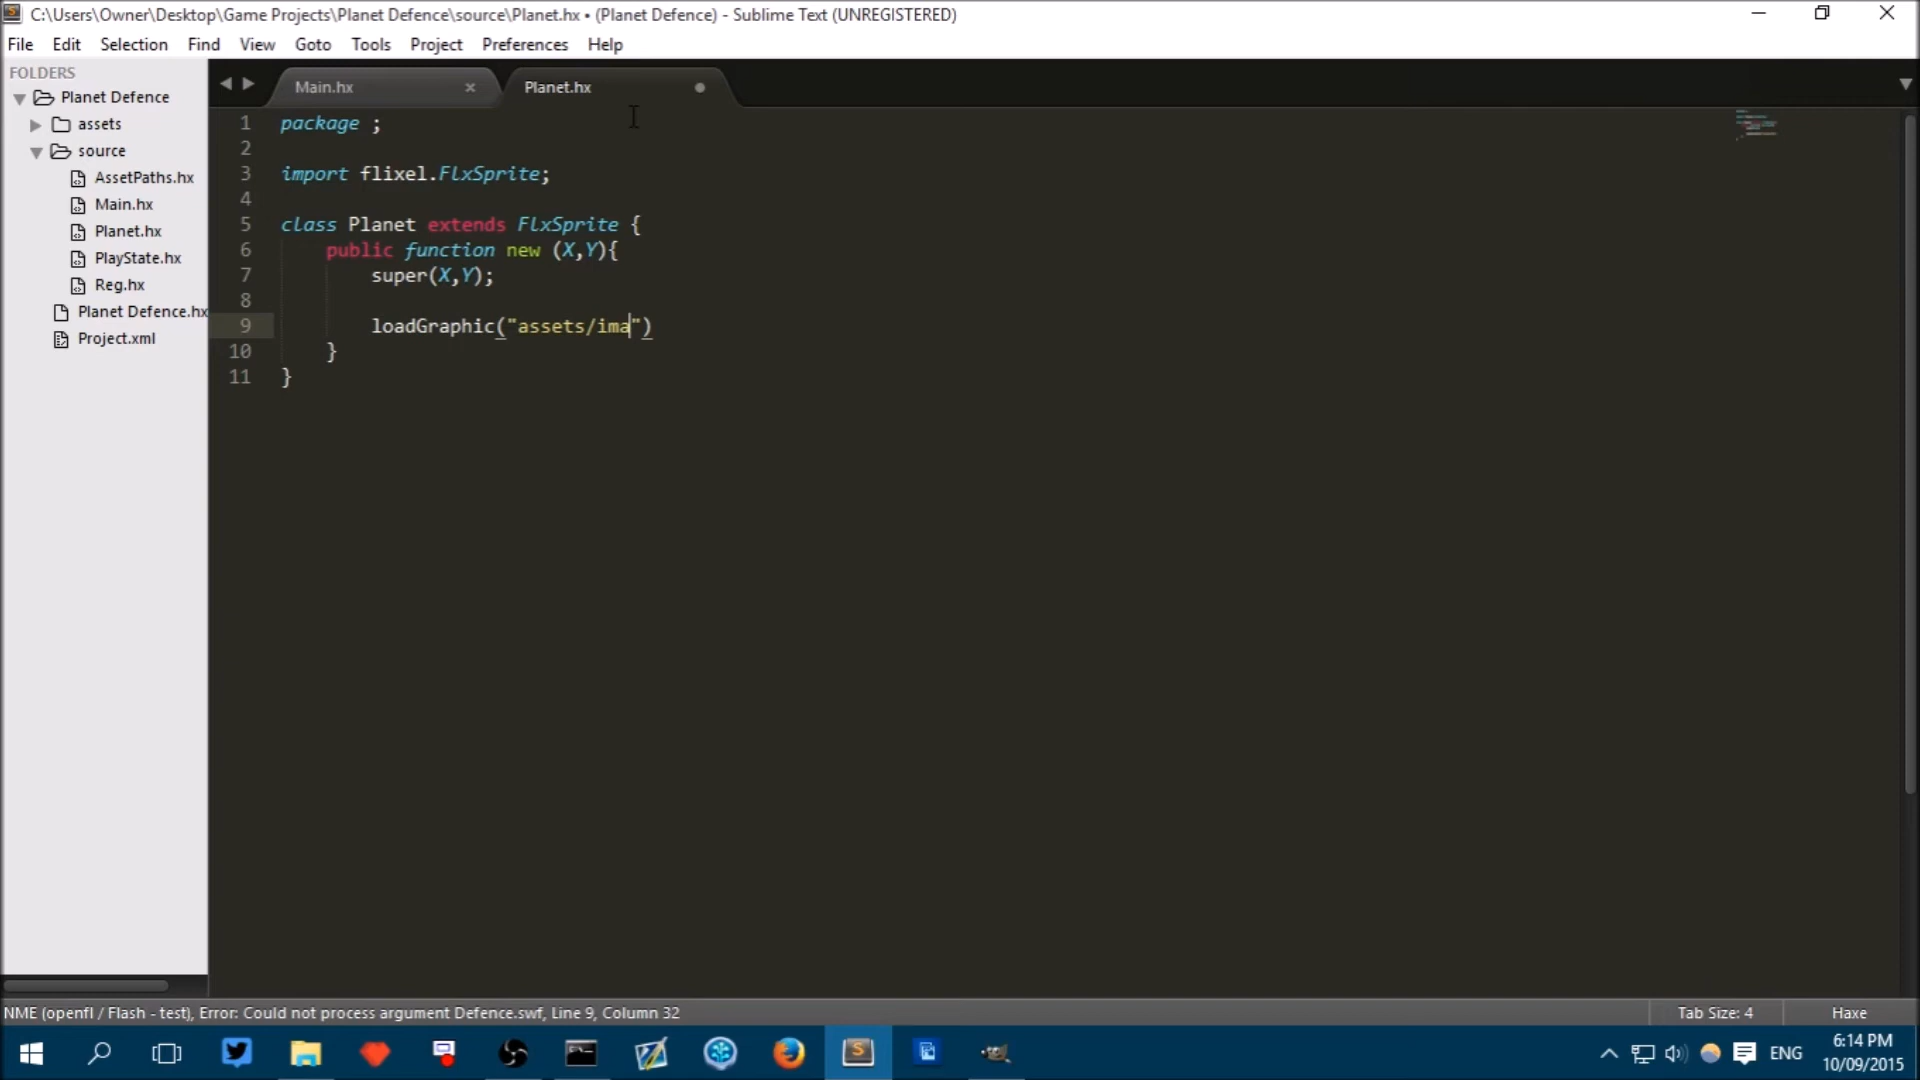 C:\Users\Owner\Desktop\Game Projects\Planet Defence\source\Planet.hx • (Planet Defence) - Sublime Text (UNREGISTERED)
File Edit Selection Find View Goto Tools Project Preferences Help
FOLDERS
Planet Defence
assets
source
AssetPaths.hx
Main.hx
Planet.hx
PlayState.hx
Reg.hx
Planet Defence.hx
Project.xml
Main.hx Planet.hx
1 package ;
2
3 import flixel.FlxSprite;
4
5 class Planet extends FlxSprite {
6 public function new (X,Y){
7 super(X,Y);
8
9 loadGraphic("assets/ima")
10 }
11 }
NME (openfl / Flash - test), Error: Could not process argument Defence.swf, Line 9, Column 32
Tab Size: 4
Haxe
ENG
6:14 PM
10/09/2015